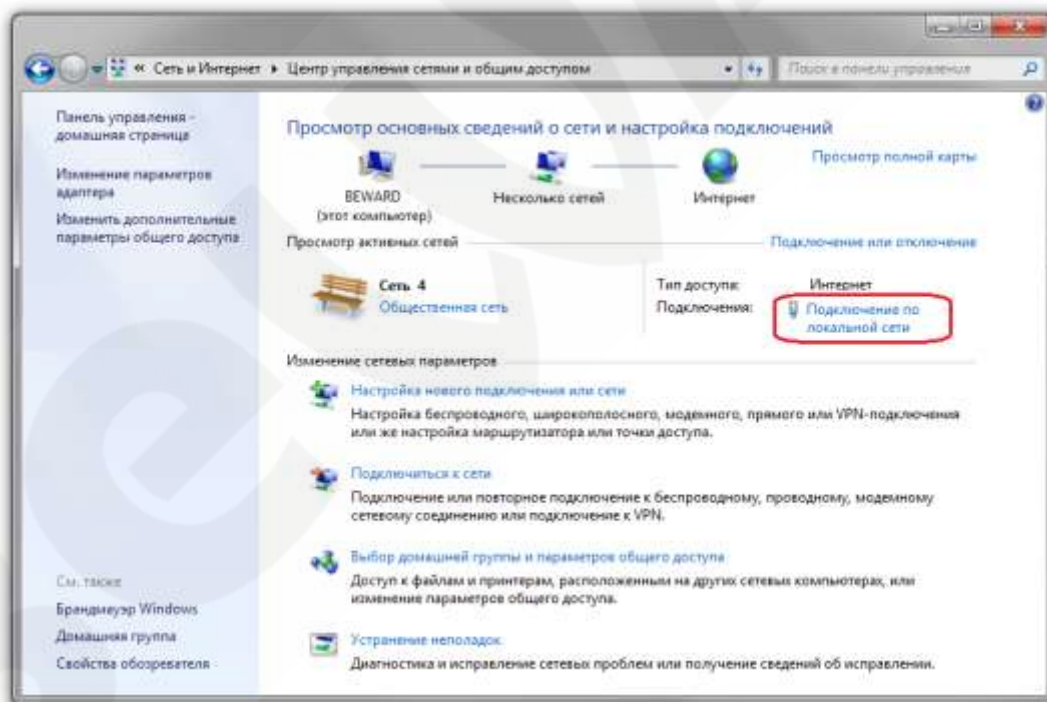 « Сеть и Интернет ▸ Центр управления сетями и общим доступом
Поиск в панели управления
Панель управления -
домашняя страница
Изменение параметров
адаптера
Изменить дополнительные
параметры общего доступа
См. также
Брандмауэр Windows
Домашняя группа
Свойства обозревателя
Просмотр основных сведений о сети и настройка подключений
Просмотр полной карты
BEWARD
(этот компьютер)
Несколько сетей
Интернет
Просмотр активных сетей
Подключение или отключение
Сеть 4
Общественная сеть
Тип доступа: Интернет
Подключения: Подключение по
локальной сети
Изменение сетевых параметров
Настройка нового подключения или сети
Настройка беспроводного, широкополосного, модемного, прямого или VPN-подключения
или же настройка маршрутизатора или точки доступа.
Подключиться к сети
Подключение или повторное подключение к беспроводному, проводному, модемному
сетевому соединению или подключение к VPN.
Выбор домашней группы и параметров общего доступа
Доступ к файлам и принтерам, расположенным на других сетевых компьютерах, или
изменение параметров общего доступа.
Устранение неполадок
Диагностика и исправление сетевых проблем или получение сведений об исправлении.